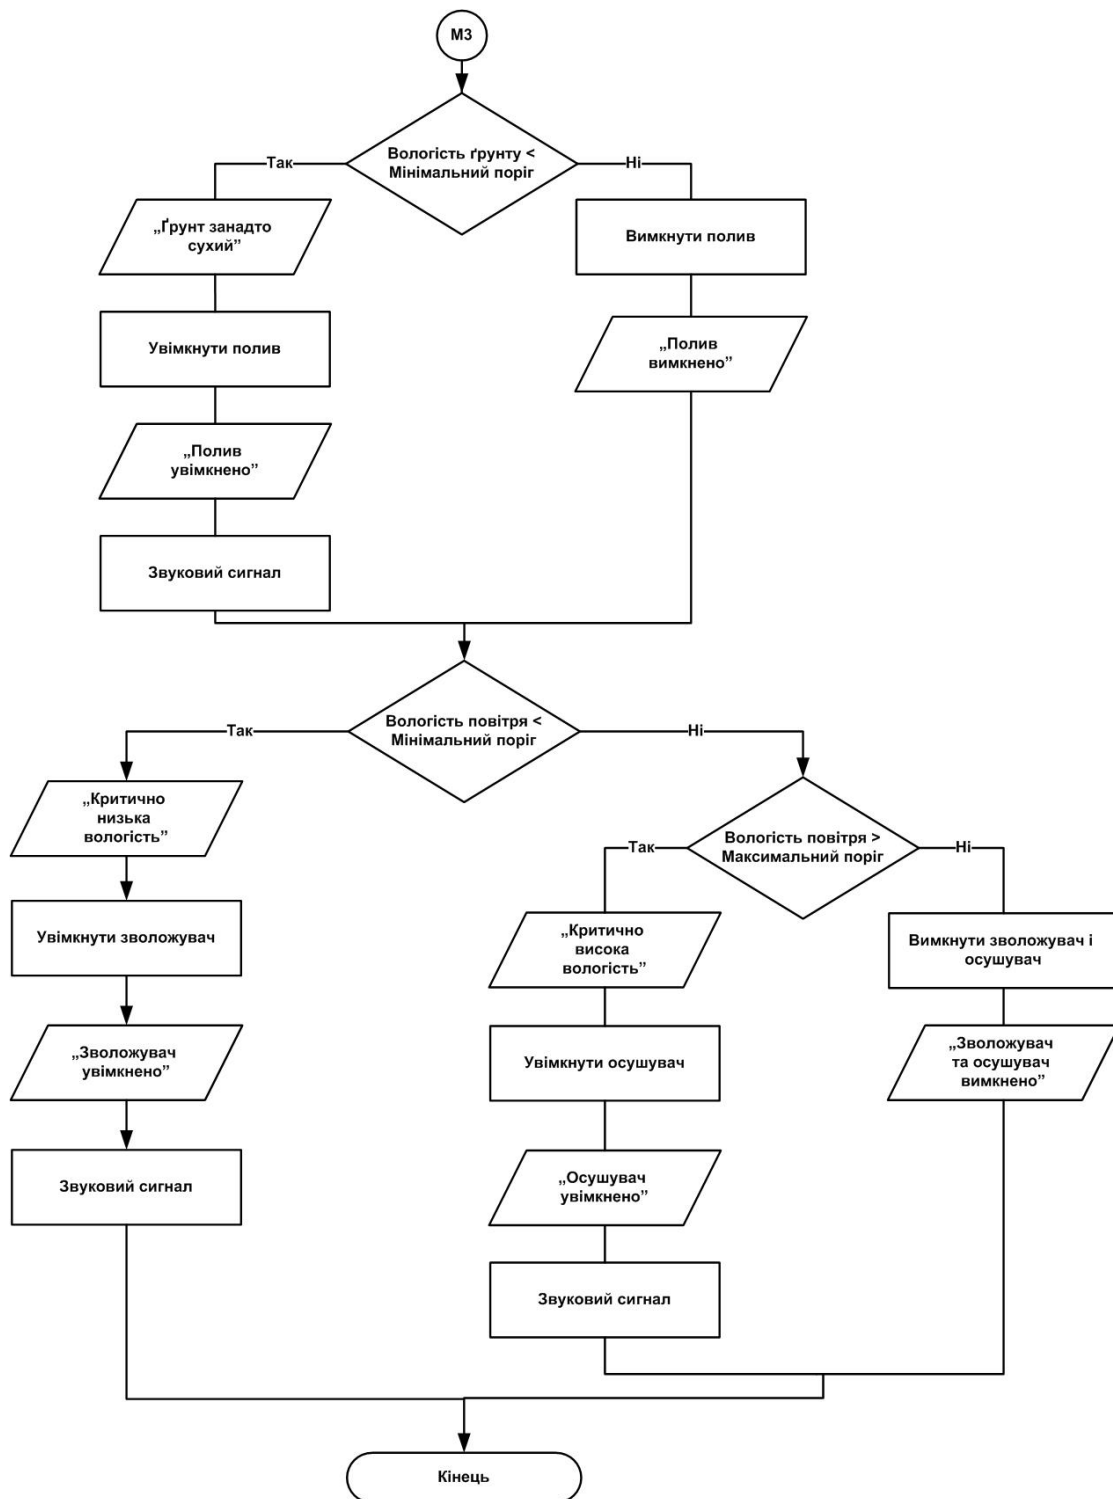 М3
Вологість ґрунту <
Мінімальний поріг
Так
Ні
„Ґрунт занадто
сухий”
Вимкнути полив
Увімкнути полив
„Полив
вимкнено”
„Полив
увімкнено”
Звуковий сигнал
Вологість повітря <
Мінімальний поріг
Так
Ні
„Критично
низька
вологість”
Вологість повітря >
Максимальний поріг
Так
Ні
Увімкнути зволожувач
„Критично
висока
вологість”
Вимкнути зволожувач і
осушувач
„Зволожувач
увімкнено”
Увімкнути осушувач
„Зволожувач
та осушувач
вимкнено”
Звуковий сигнал
„Осушувач
увімкнено”
Звуковий сигнал
Кінець